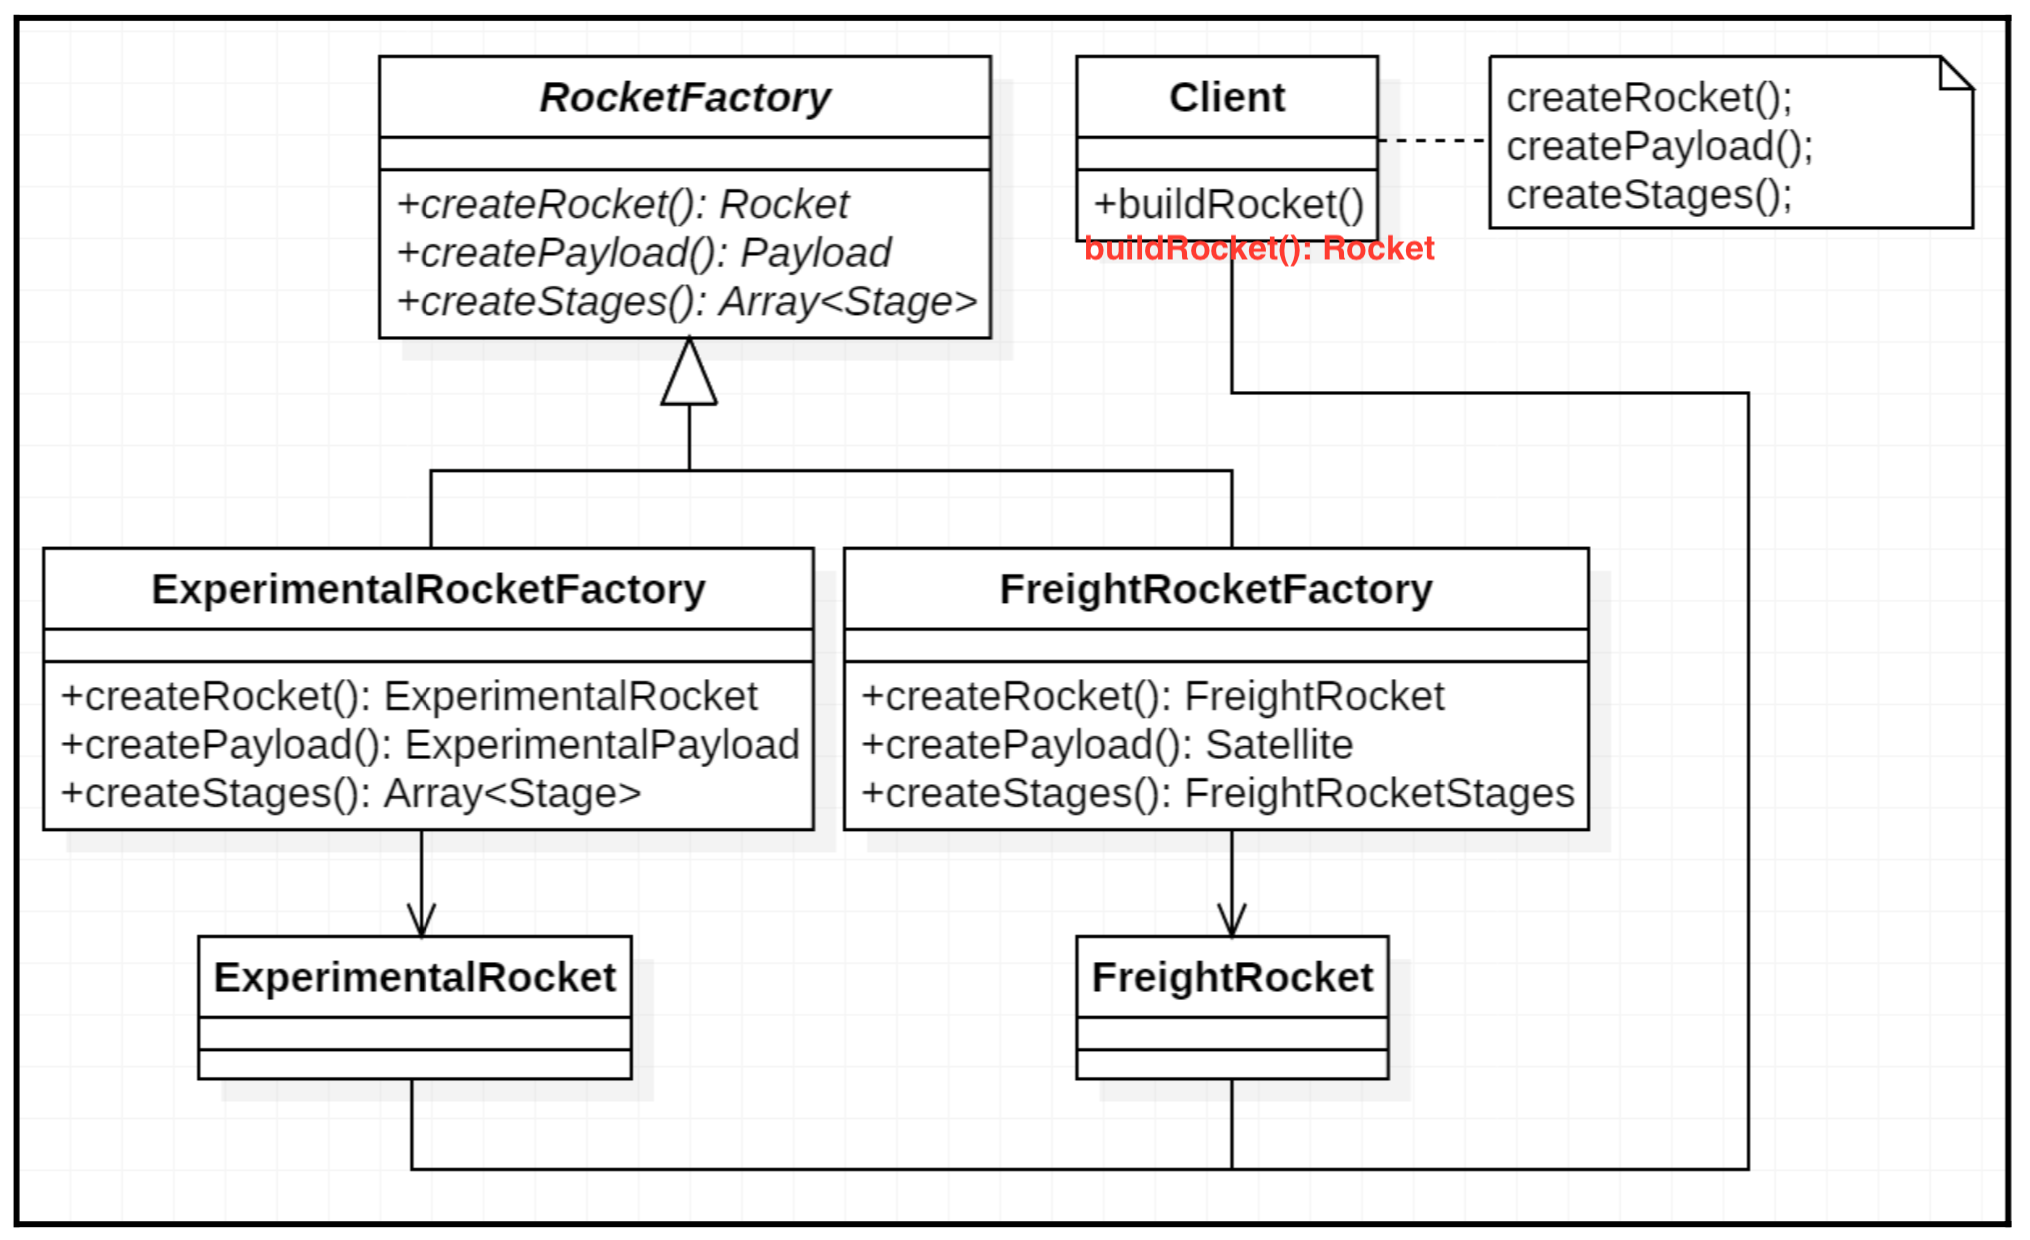 RocketFactory
+createRocket(): Rocket
+createPayload(): Payload
+createStages(): Array<Stage>
Client
+buildRocket()
buildRocket(): Rocket
createRocket();
createPayload();
createStages();
ExperimentalRocketFactory
+createRocket(): ExperimentalRocket
+createPayload(): ExperimentalPayload
+createStages(): Array<Stage>
FreightRocketFactory
+createRocket(): FreightRocket
+createPayload(): Satellite
+createStages(): FreightRocketStages
ExperimentalRocket
FreightRocket